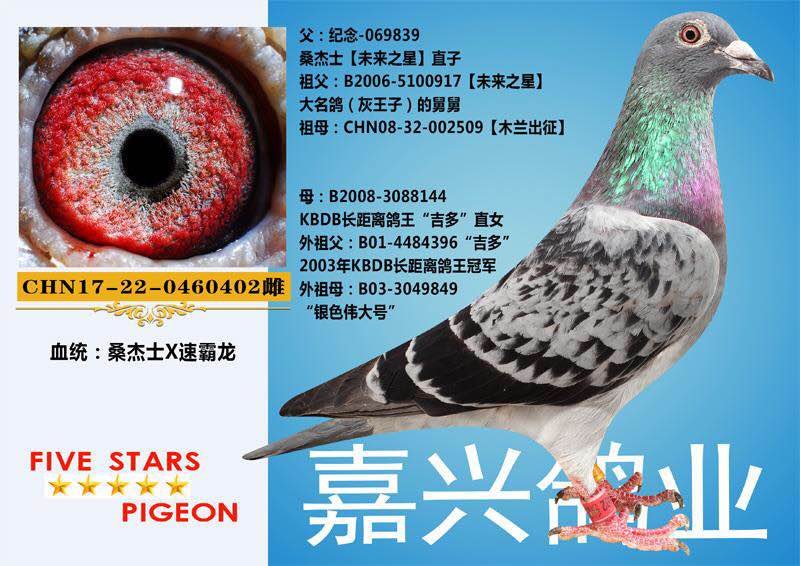 父：纪念-069839
桑杰士【未来之星】直子
祖父：B2006-5100917【未来之星】
大名鸽（灰王子）的舅舅
祖母：CHN08-32-002509【木兰出征】
母：B2008-3088144
KBDB长距离鸽王“吉多”直女
外祖父：B01-4484396“吉多”
2003年KBDB长距离鸽王冠军
外祖母：B03-3049849
“银色伟大号”
CHN17-22-0460402雌
血统：桑杰士X速霸龙
FIVE STARS
PIGEON
嘉兴鸽业